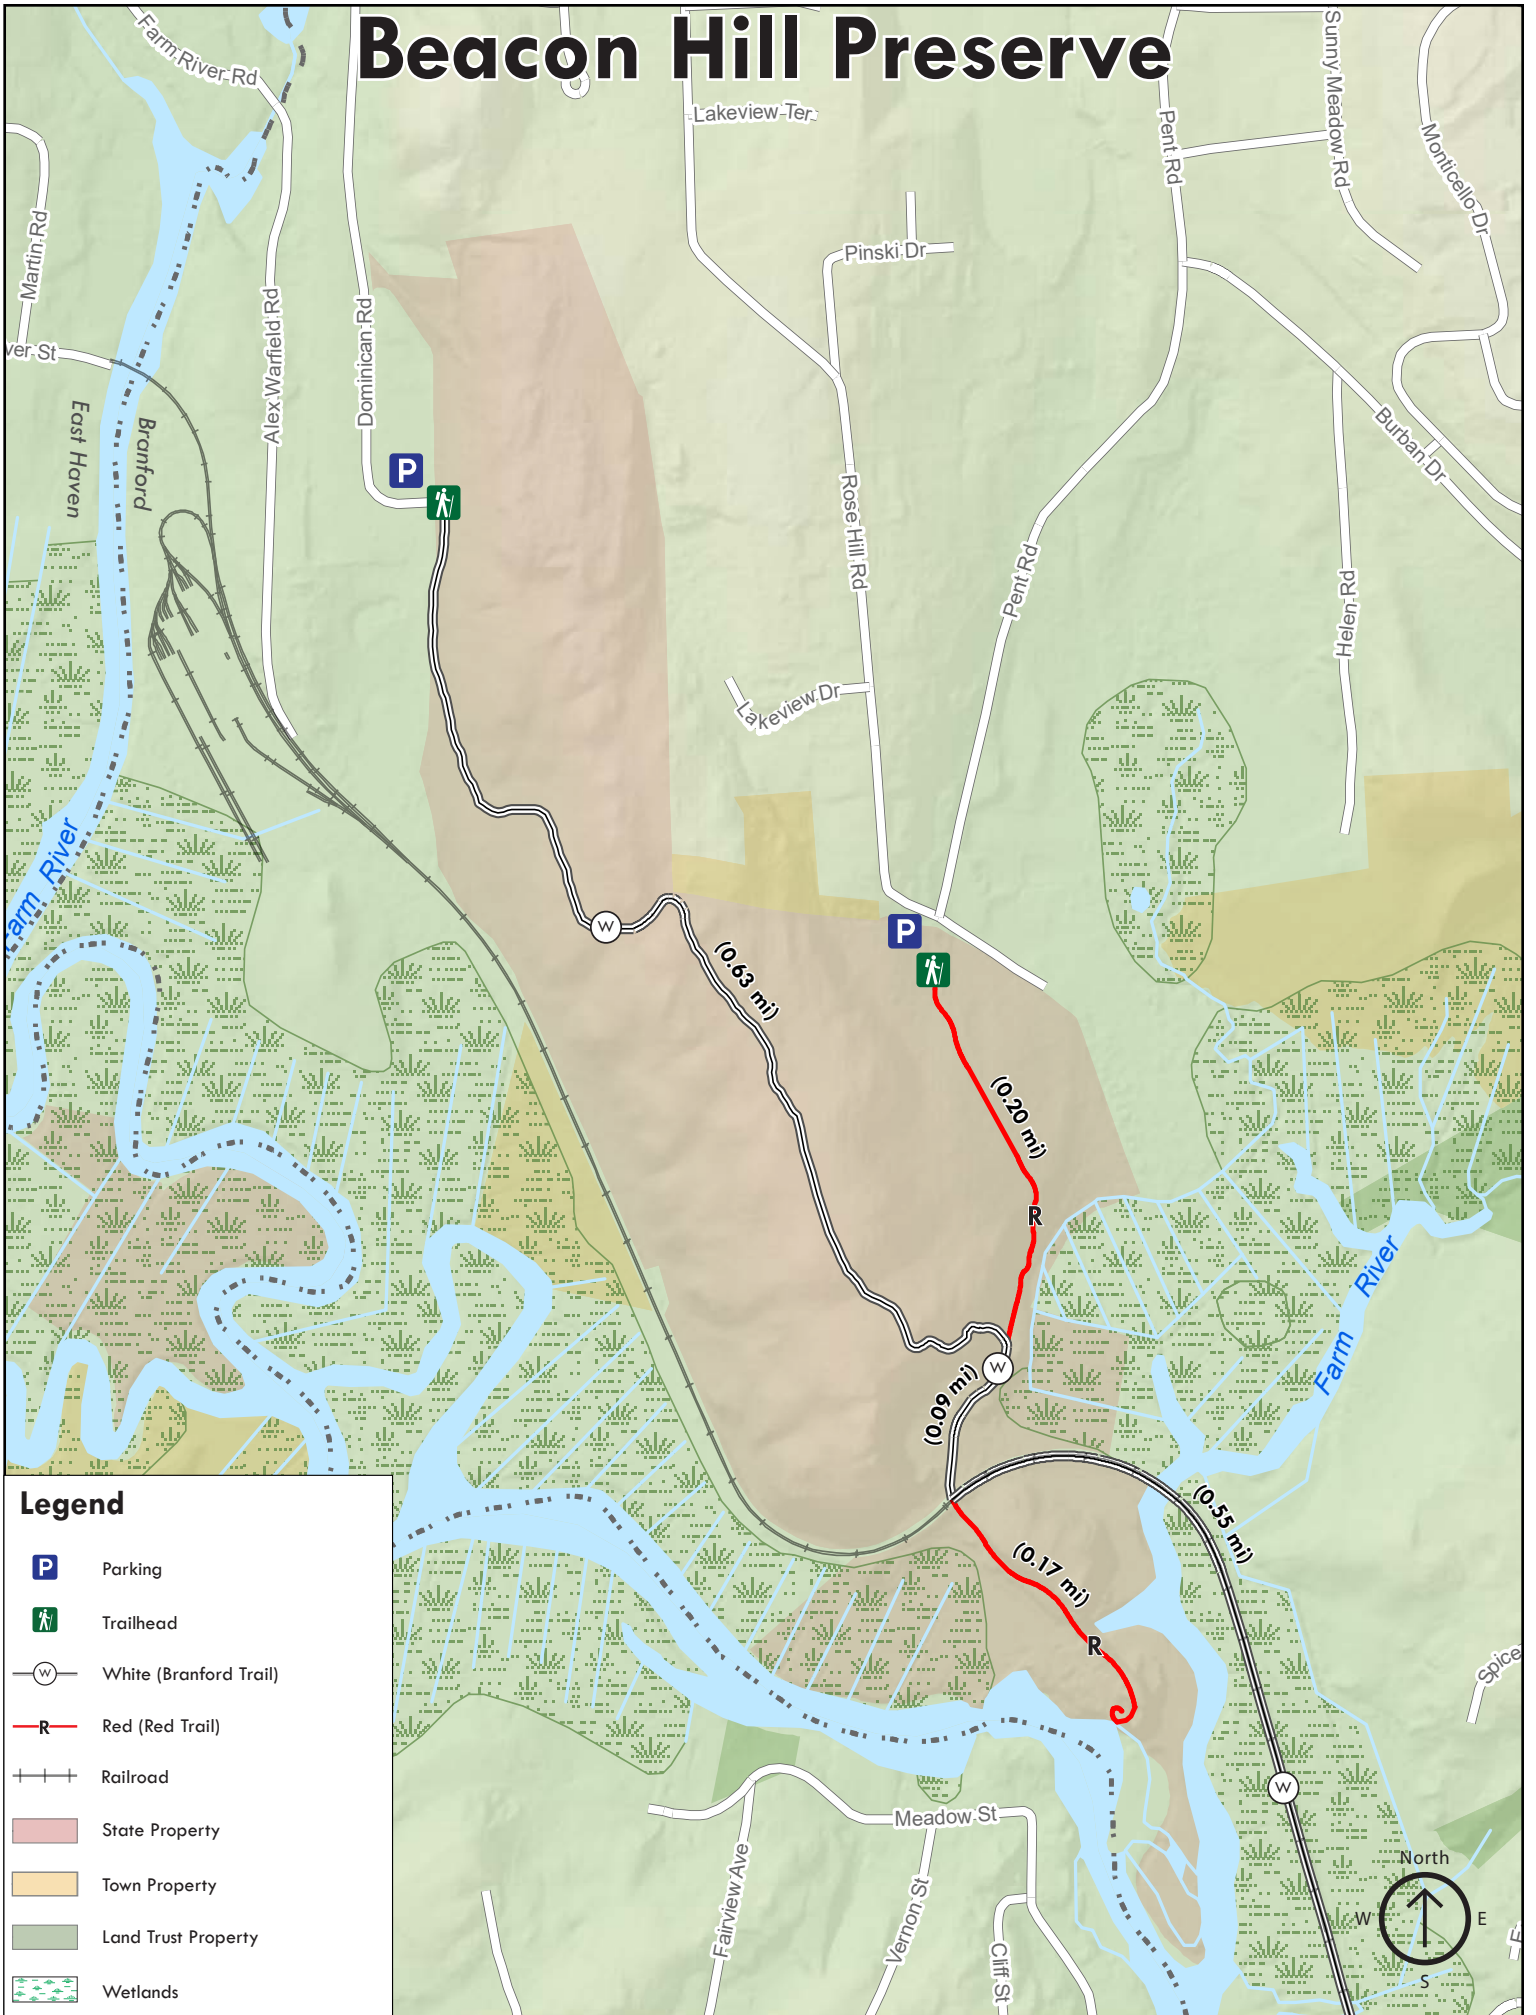 Beacon Hill Preserve
Farm River Rd
Lakeview Ter
Pent Rd
Sunny Meadow Rd
Monticello Dr
Martin Rd
Pinski Dr
ver St
Alex Warfield Rd
Dominican Rd
East Haven
Branford
P
Burban Dr
Rose Hill Rd
Pent Rd
Helen Rd
Lakeview Dr
Farm River
W
P
(0.63 mi)
(0.20 mi)
R
Farm River
W
(0.09 mi)
(0.55 mi)
(0.17 mi)
R
Spice
W
Meadow St
Fairview Ave
Vernon St
Cliff St
Legend
P Parking
Trailhead
W White (Branford Trail)
R Red (Red Trail)
Railroad
State Property
Town Property
Land Trust Property
Wetlands
North
W E
S